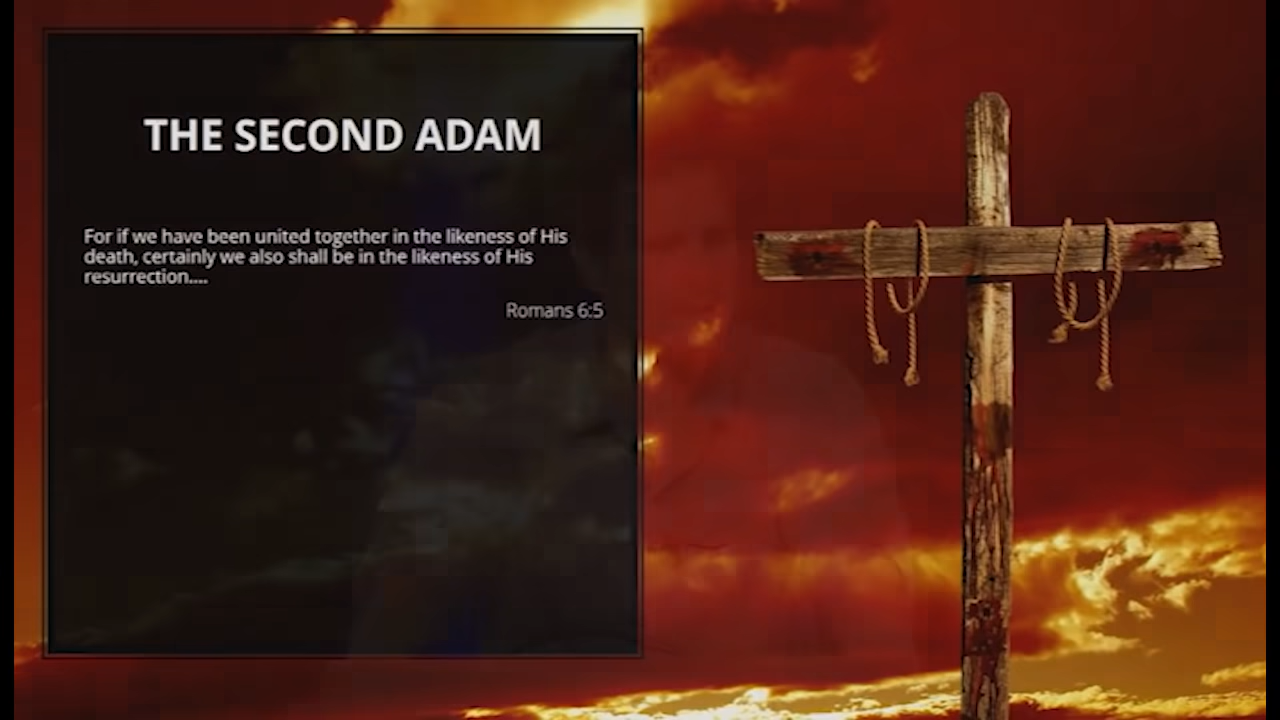 THE SECOND ADAM
For if we have been united together in the likeness of His
death, certainly we also shall be in the likeness of His
resurrection....
Romans 6:5